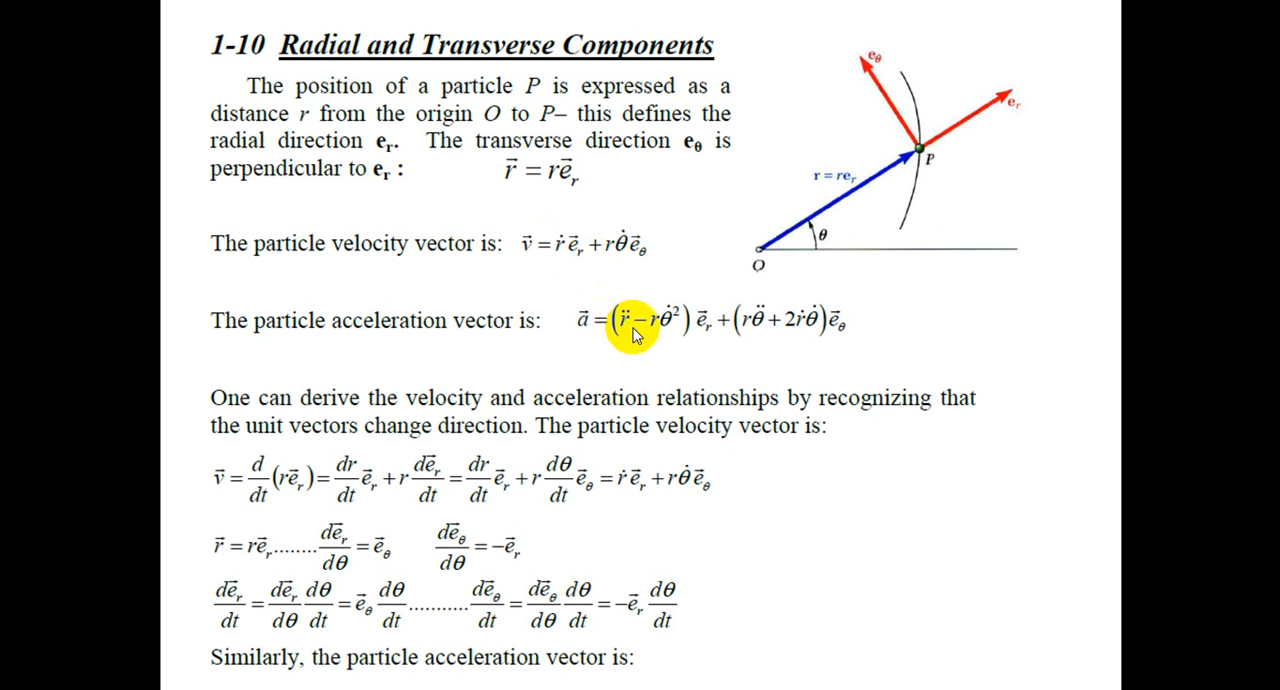 1-10 Radial and Transverse Components
The position of a particle P is expressed as a
distance r from the origin O to P– this defines the
radial direction eᵣ. The transverse direction e_θ is
perpendicular to eᵣ : r⃗ = re⃗ᵣ
e_θ
eᵣ
P
r = reᵣ
θ
O
The particle velocity vector is: v⃗ = ṙe⃗ᵣ + rθ̇e⃗_θ
The particle acceleration vector is: a⃗ = (r̈ − rθ̇²) e⃗ᵣ + (rθ̈ + 2ṙθ̇)e⃗_θ
One can derive the velocity and acceleration relationships by recognizing that
the unit vectors change direction. The particle velocity vector is:
v⃗ = d/dt (re⃗ᵣ) = dr/dt e⃗ᵣ + r de⃗ᵣ/dt = dr/dt e⃗ᵣ + r dθ/dt e⃗_θ = ṙe⃗ᵣ + rθ̇e⃗_θ
r⃗ = re⃗ᵣ........ de⃗ᵣ/dθ = e⃗_θ de⃗_θ/dθ = −e⃗ᵣ
de⃗ᵣ/dt = de⃗ᵣ/dθ dθ/dt = e⃗_θ dθ/dt ........... de⃗_θ/dt = de⃗_θ/dθ dθ/dt = −e⃗ᵣ dθ/dt
Similarly, the particle acceleration vector is: